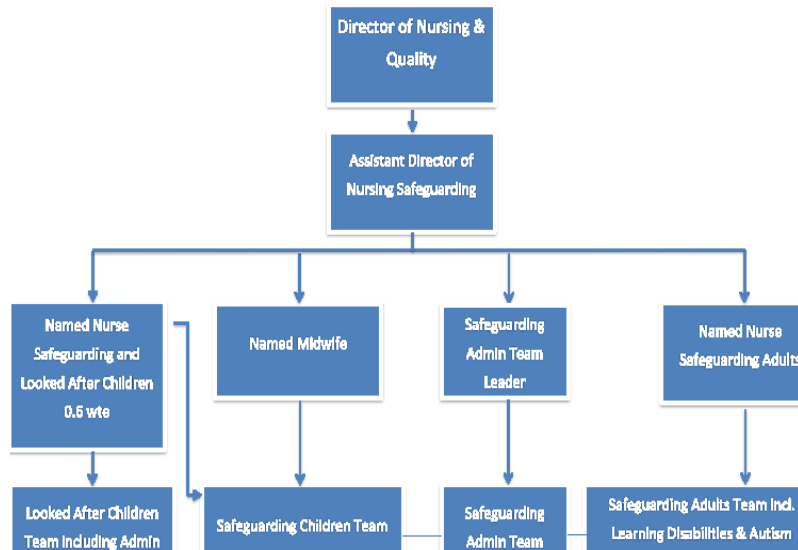 Director of Nursing &
Quality
Assistant Director of
Nursing Safeguarding
Named Nurse
Safeguarding and
Looked After Children
0.6 wte
Named Midwife
Safeguarding
Admin Team
Leader
Named Nurse
Safeguarding Adults
Looked After Children
Team Including Admin
Safeguarding Children Team
Safeguarding
Admin Team
Safeguarding Adults Team Incl.
Learning Disabilities & Autism